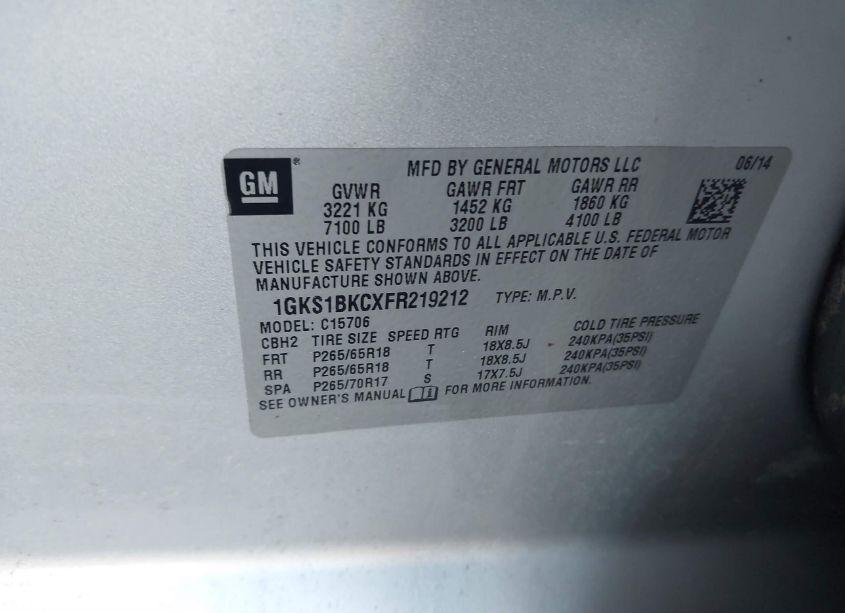 GM ® MFD BY GENERAL MOTORS LLC 06/14
GVWR GAWR FRT GAWR RR
3221 KG 1452 KG 1860 KG
7100 LB 3200 LB 4100 LB
THIS VEHICLE CONFORMS TO ALL APPLICABLE U.S. FEDERAL MOTOR
VEHICLE SAFETY STANDARDS IN EFFECT ON THE DATE OF
MANUFACTURE SHOWN ABOVE.
1GKS1BKCXFR219212 TYPE: M.P.V.
MODEL: C15706
CBH2 TIRE SIZE SPEED RTG RIM COLD TIRE PRESSURE
FRT P265/65R18 T 18X8.5J 240KPA(35PSI)
RR P265/65R18 T 18X8.5J 240KPA(35PSI)
SPA P265/70R17 S 17X7.5J 240KPA(35PSI)
SEE OWNER'S MANUAL FOR MORE INFORMATION.